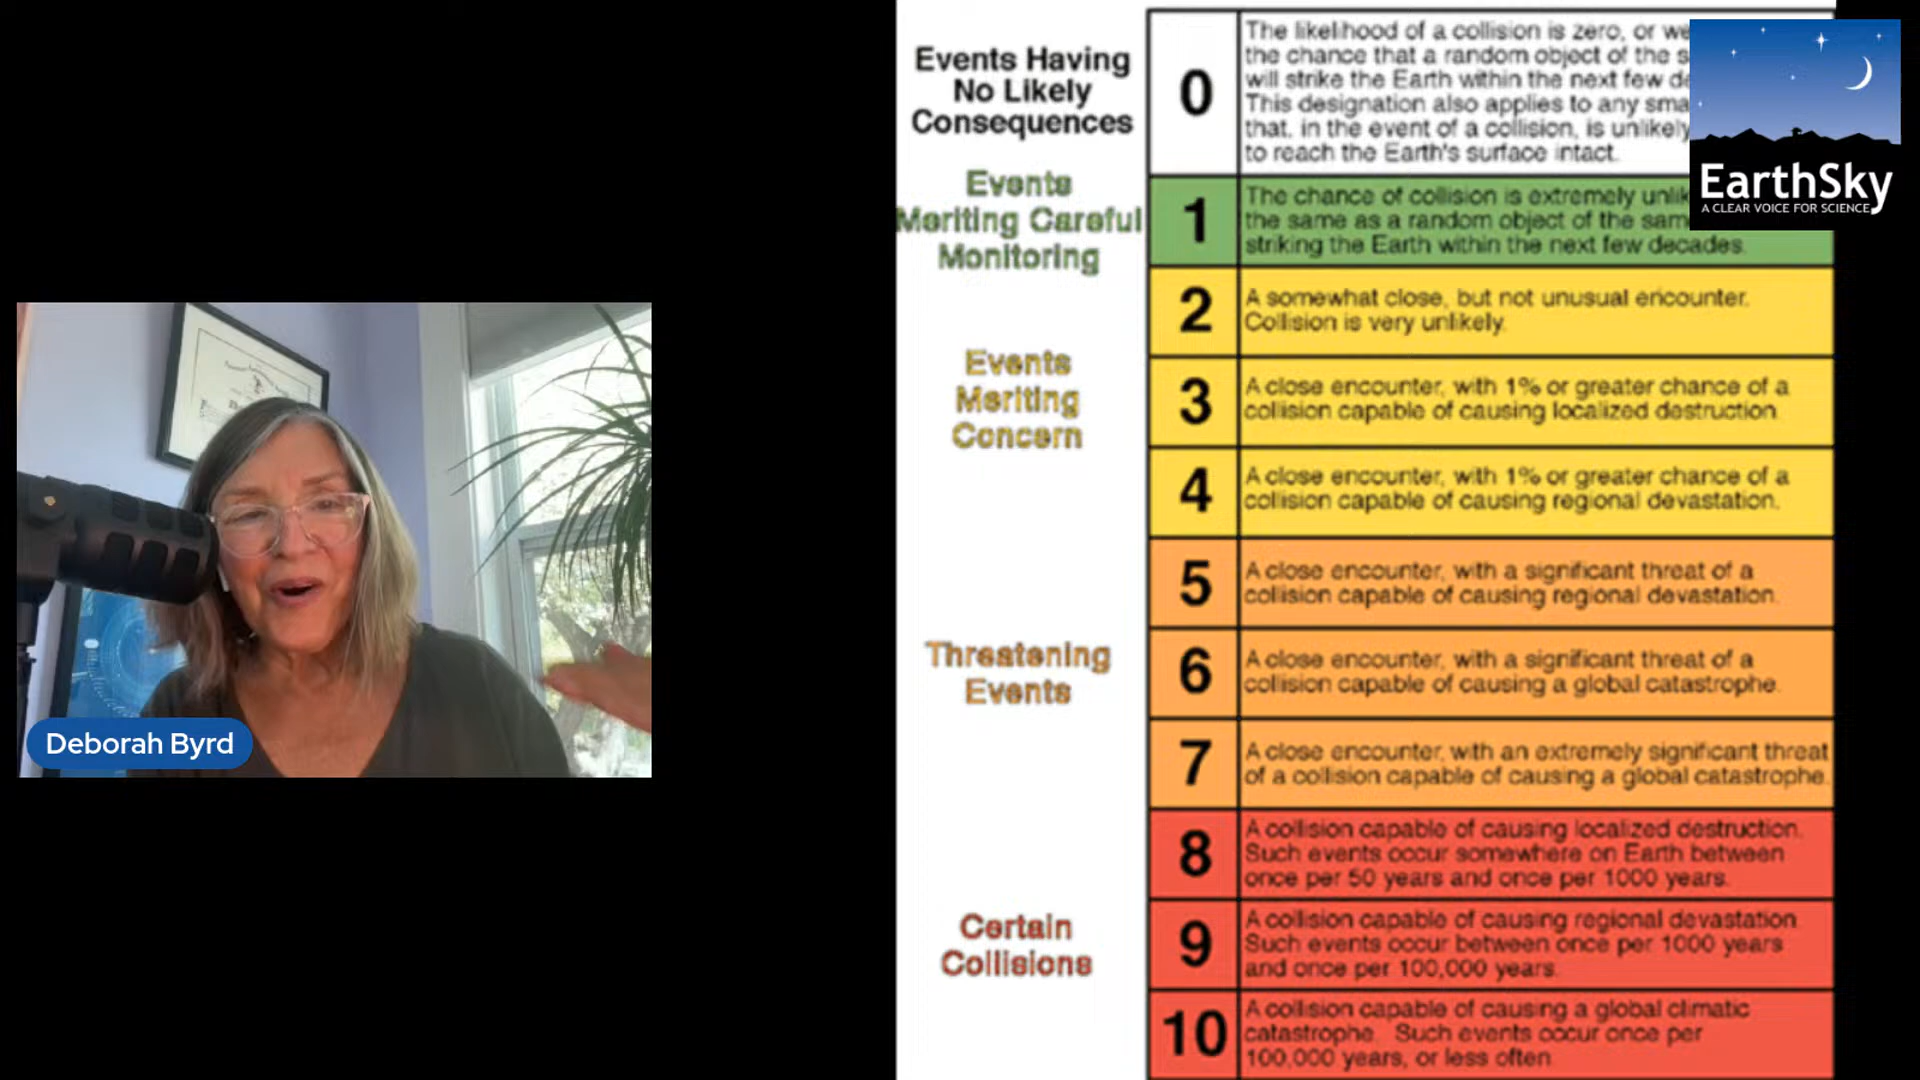 Events Having
No Likely
Consequences
0
The likelihood of a collision is zero, or
the chance that a random object of the
will strike the Earth within the next few
This designation also applies to any
that, in the event of a collision, is unlikely
to reach the Earth's surface intact.
Events
Meriting Careful
Monitoring
1
The chance of collision is extremely
the same as a random object of the
striking the Earth within the next few decades.
Events
Meriting
Concern
2
A somewhat close, but not unusual encounter.
Collision is very unlikely.
3
A close encounter, with 1% or greater chance of a
collision capable of causing localized destruction.
4
A close encounter, with 1% or greater chance of a
collision capable of causing regional devastation.
Threatening
Events
5
A close encounter, with a significant threat of a
collision capable of causing regional devastation.
6
A close encounter, with a significant threat of a
collision capable of causing a global catastrophe.
7
A close encounter, with an extremely significant threat
of a collision capable of causing a global catastrophe.
Certain
Collisions
8
A collision capable of causing localized destruction.
Such events occur somewhere on Earth between
once per 50 years and once per 1000 years.
9
A collision capable of causing regional devastation.
Such events occur between once per 1000 years
and once per 100,000 years.
10
A collision capable of causing a global climatic
catastrophe. Such events occur once per
100,000 years, or less often.
EarthSky
A CLEAR VOICE FOR SCIENCE
Deborah Byrd